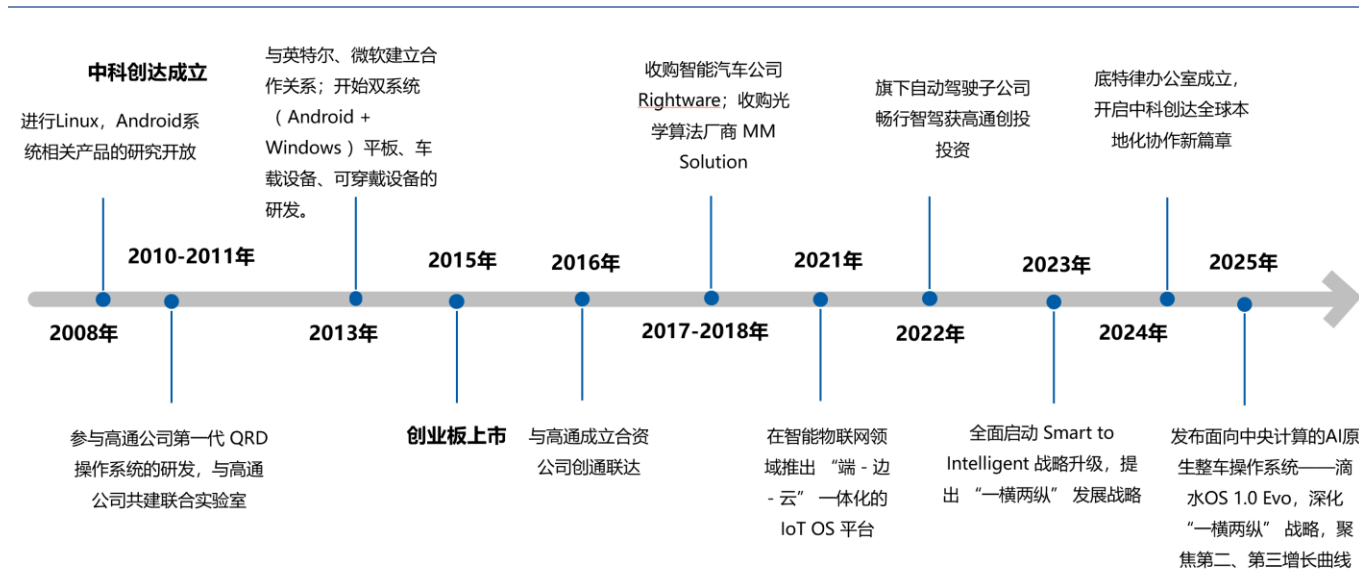 中科创达成立
进行Linux，Android系
统相关产品的研究开放
2008年
2010-2011年
参与高通公司第一代 QRD
操作系统的研发，与高通
公司共建联合实验室
与英特尔、微软建立合
作关系；开始双系统
（ Android +
Windows ）平板、车
载设备、可穿戴设备的
研发。
2013年
2015年
创业板上市
2016年
与高通成立合资
公司创通联达
收购智能汽车公司
Rightware；收购光
学算法厂商 MM
Solution
2017-2018年
2021年
在智能物联网领
域推出 “端 - 边
- 云” 一体化的
IoT OS 平台
旗下自动驾驶子公司
畅行智驾获高通创投
投资
2022年
2023年
全面启动 Smart to
Intelligent 战略升级，提
出 “一横两纵” 发展战略
底特律办公室成立，
开启中科创达全球本
地化协作新篇章
2024年
2025年
发布面向中央计算的AI原
生整车操作系统——滴
水OS 1.0 Evo，深化
“一横两纵” 战略，聚
焦第二、第三增长曲线